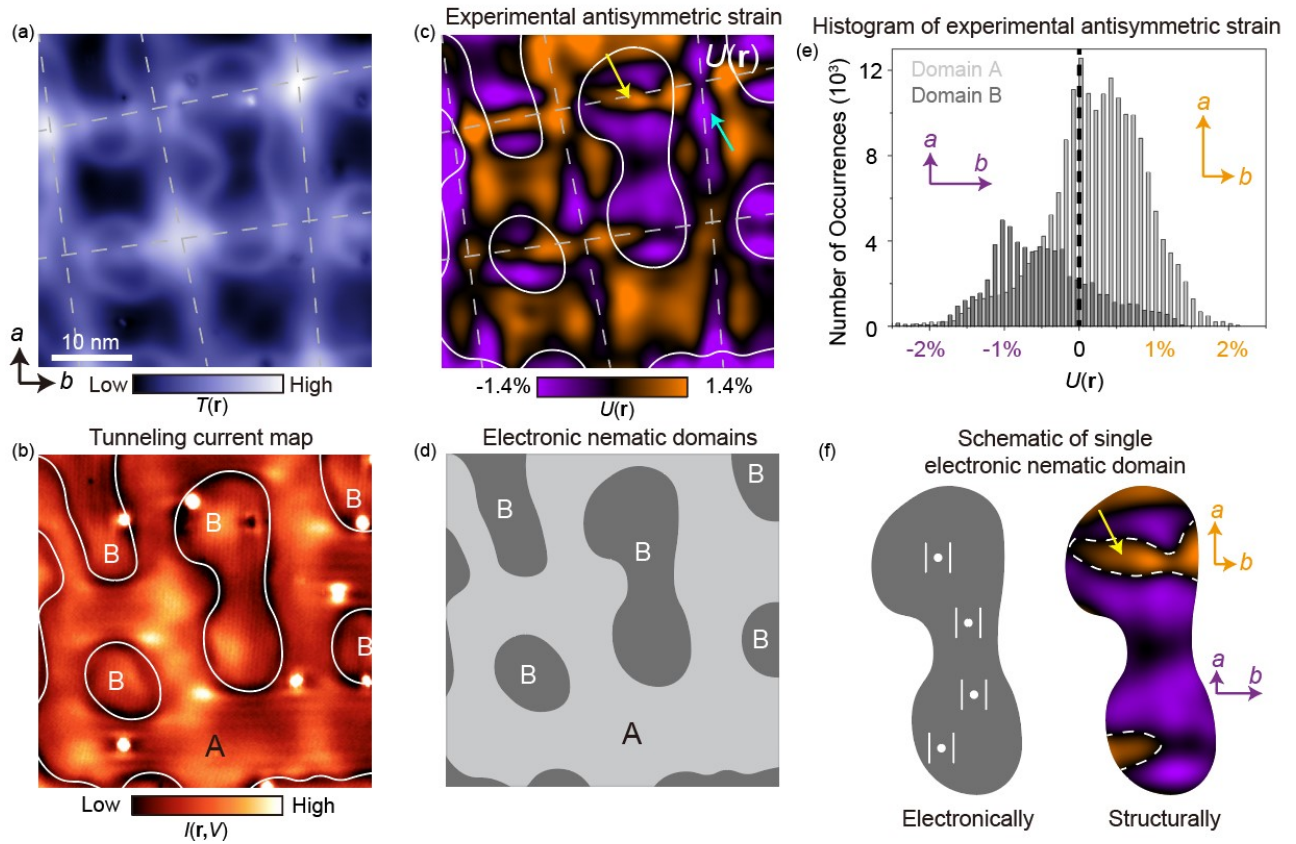 (a)
10 nm
a
b
Low
High
T(r)
Experimental antisymmetric strain
(c)
U(r)
-1.4%
1.4%
U(r)
Histogram of experimental antisymmetric strain
(e)
Number of Occurrences (10³)
12
8
4
0
Domain A
Domain B
a
b
a
b
-2%
-1%
0
1%
2%
U(r)
Tunneling current map
(b)
B
B
B
B
B
A
Low
High
I(r,V)
Electronic nematic domains
(d)
B
B
B
B
B
A
Schematic of single
electronic nematic domain
(f)
a
b
a
b
Electronically
Structurally